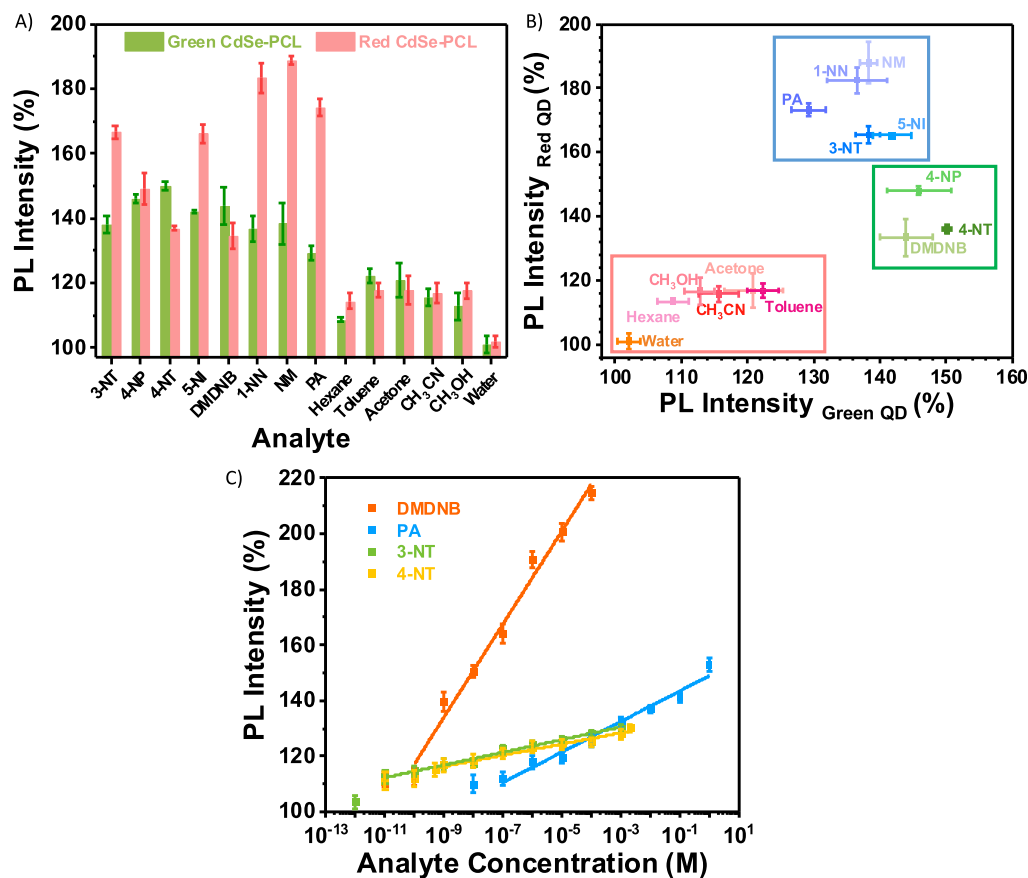 A)
PL Intensity (%)
200
180
160
140
120
100
Green CdSe-PCL
Red CdSe-PCL
3-NT
4-NP
4-NT
5-NI
DMDNB
1-NN
NM
PA
Hexane
Toluene
Acetone
CH₃CN
CH₃OH
Water
Analyte
B)
PL Intensity Red QD (%)
200
180
160
140
120
100
1-NN
NM
PA
5-NI
3-NT
4-NP
4-NT
DMDNB
Acetone
CH₃OH
Hexane
CH₃CN
Toluene
Water
100 110 120 130 140 150 160
PL Intensity Green QD (%)
C)
PL Intensity (%)
220
200
180
160
140
120
100
DMDNB
PA
3-NT
4-NT
10⁻¹³ 10⁻¹¹ 10⁻⁹ 10⁻⁷ 10⁻⁵ 10⁻³ 10⁻¹ 10¹
Analyte Concentration (M)